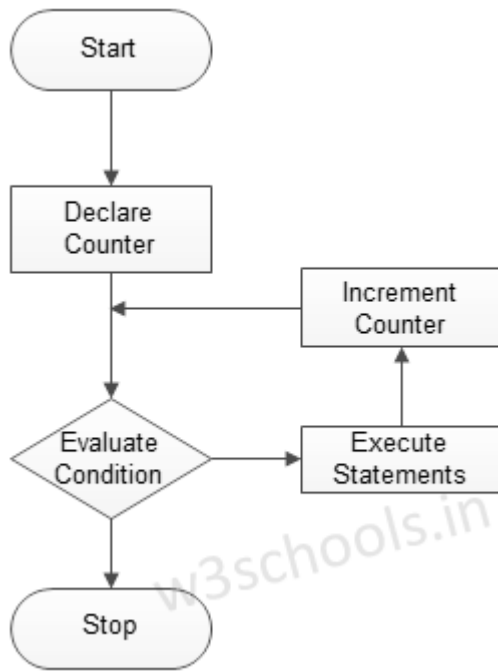 Start
Declare
Counter
Increment
Counter
Evaluate
Condition
Execute
Statements
w3schools.in
Stop